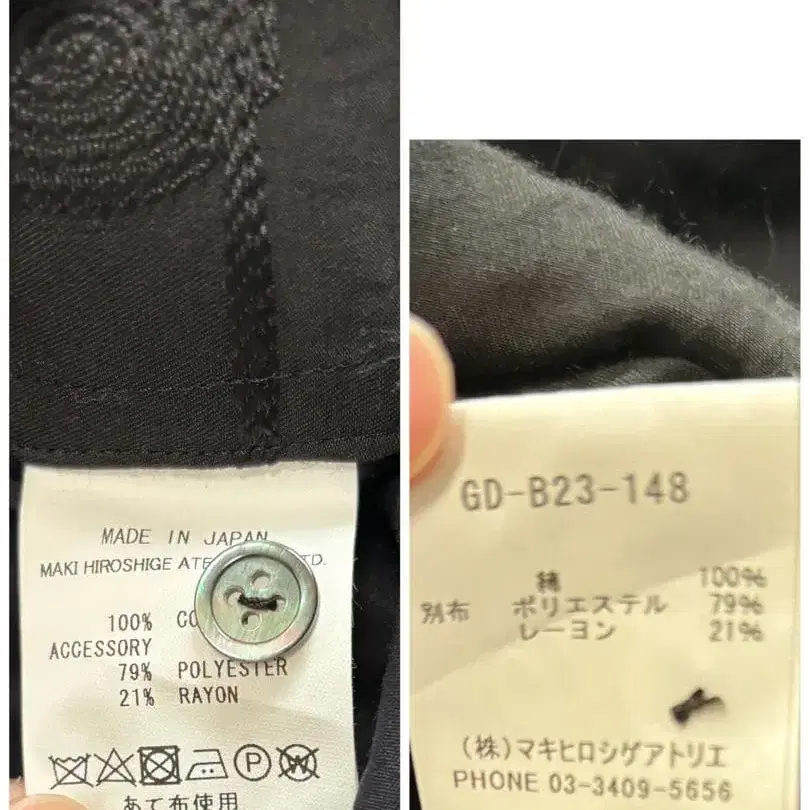 MADE IN JAPAN
MAKI HIROSHIGE TD.
100%
ACCESSORY
79% POLYESTER
21% RAYON
P W
あて布使用
GD-B23-148
綿 100%
別布 ポリエステル 79%
レーヨン 21%
(株)マキヒロシゲアトリエ
PHONE 03-3409-5656